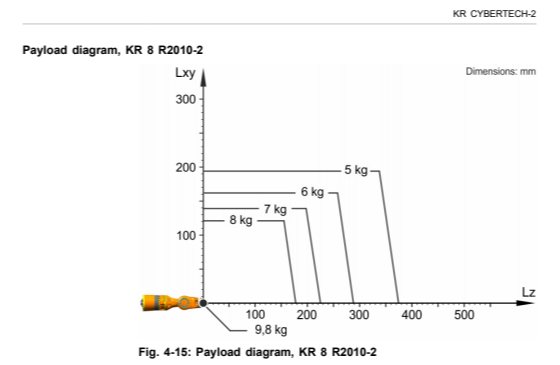 KR CYBERTECH-2
Payload diagram, KR 8 R2010-2
Lxy
Dimensions: mm
300
200
5 kg
6 kg
7 kg
8 kg
100
Lz
100 200 300 400 500
9,8 kg
Fig. 4-15: Payload diagram, KR 8 R2010-2